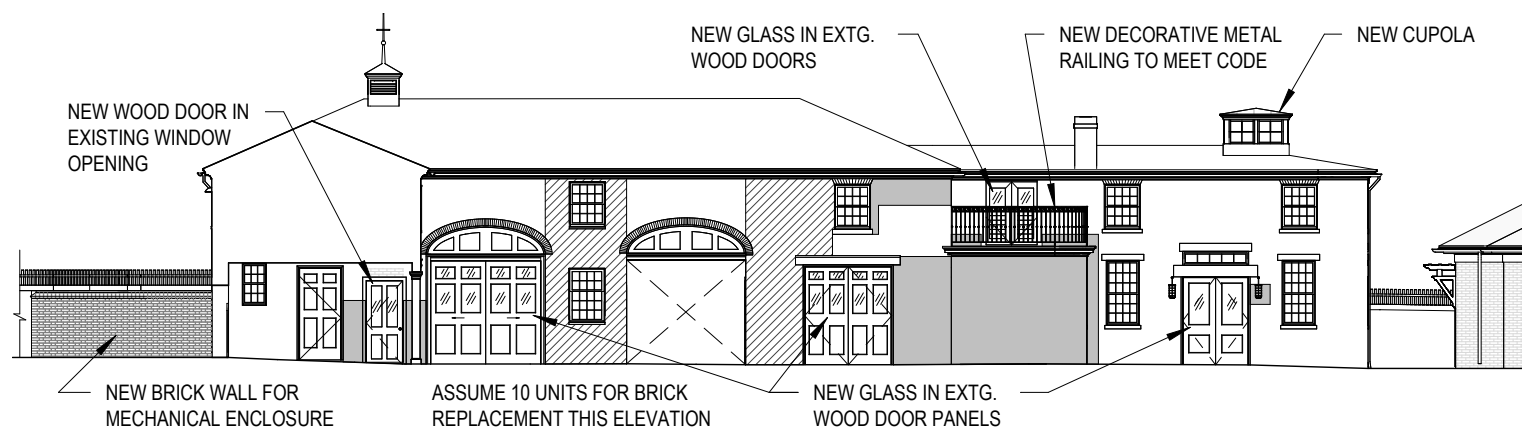 NEW GLASS IN EXTG.
WOOD DOORS
NEW DECORATIVE METAL
RAILING TO MEET CODE
NEW CUPOLA
NEW WOOD DOOR IN
EXISTING WINDOW
OPENING
NEW BRICK WALL FOR
MECHANICAL ENCLOSURE
ASSUME 10 UNITS FOR BRICK
REPLACEMENT THIS ELEVATION
NEW GLASS IN EXTG.
WOOD DOOR PANELS